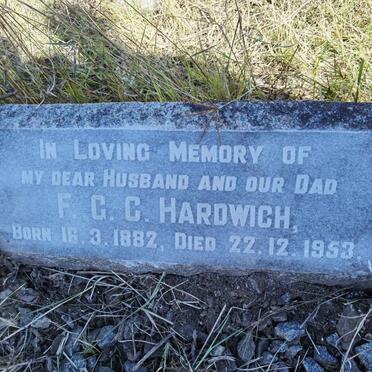 IN LOVING MEMORY OF
MY DEAR HUSBAND AND OUR DAD
F. G. C. HARDWICH,
BORN 16.3.1882, DIED 22.12.1953.